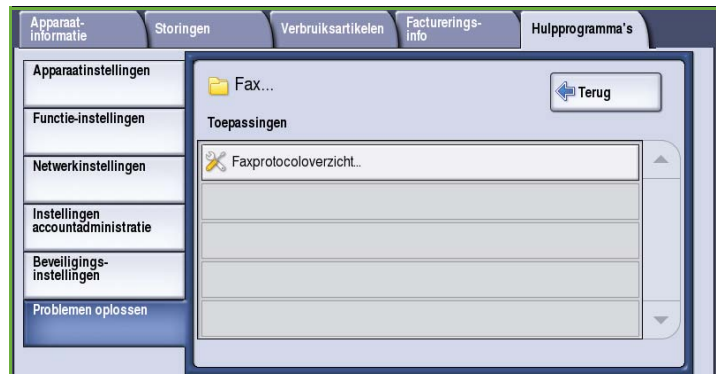 Apparaat-
informatie
Storingen
Verbruiksartikelen
Facturerings-
info
Hulpprogramma's
Apparaatinstellingen
Functie-instellingen
Netwerkinstellingen
Instellingen
accountadministratie
Beveiligings-
instellingen
Problemen oplossen
Fax...
Terug
Toepassingen
Faxprotocoloverzicht...